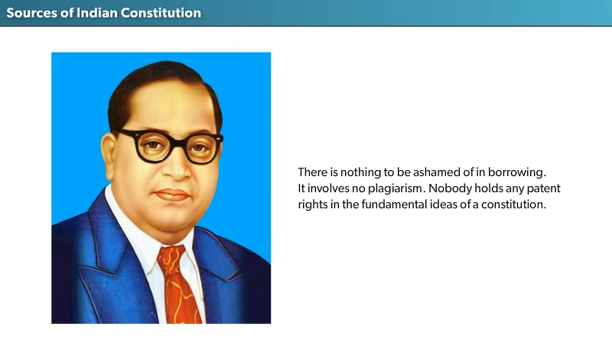 Sources of Indian Constitution
There is nothing to be ashamed of in borrowing.
It involves no plagiarism. Nobody holds any patent
rights in the fundamental ideas of a constitution.